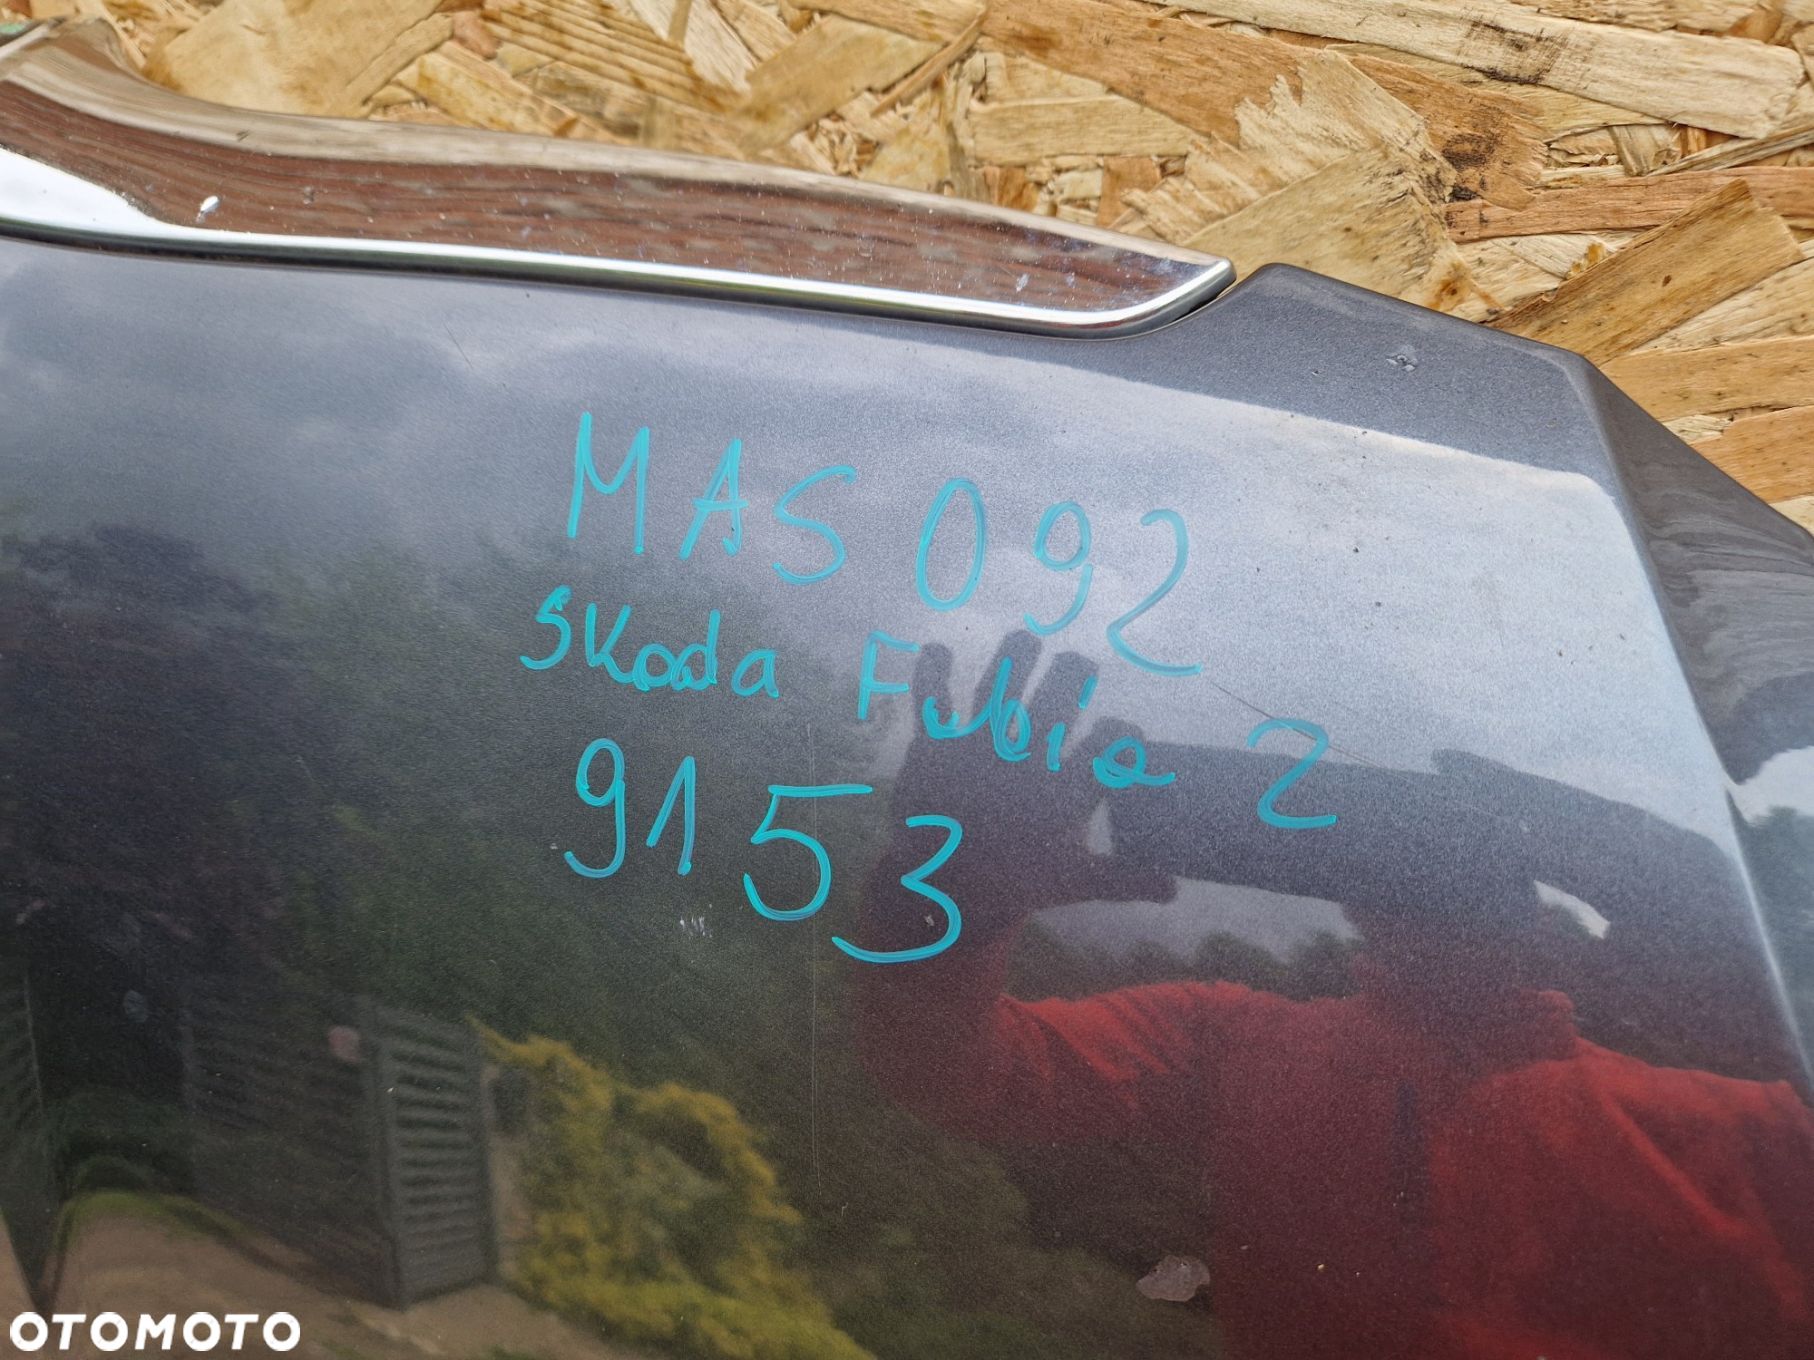 MAS 092
Skoda Fabia 2
9153
OTOMOTO